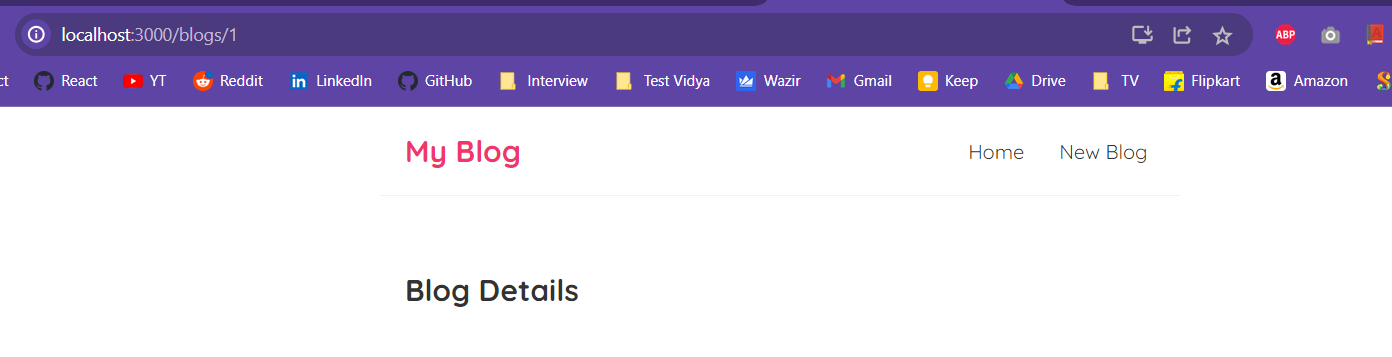 localhost:3000/blogs/1
ABP
A
ct React YT Reddit LinkedIn GitHub Interview Test Vidya Wazir Gmail Keep Drive TV Flipkart Amazon
My Blog Home New Blog
Blog Details